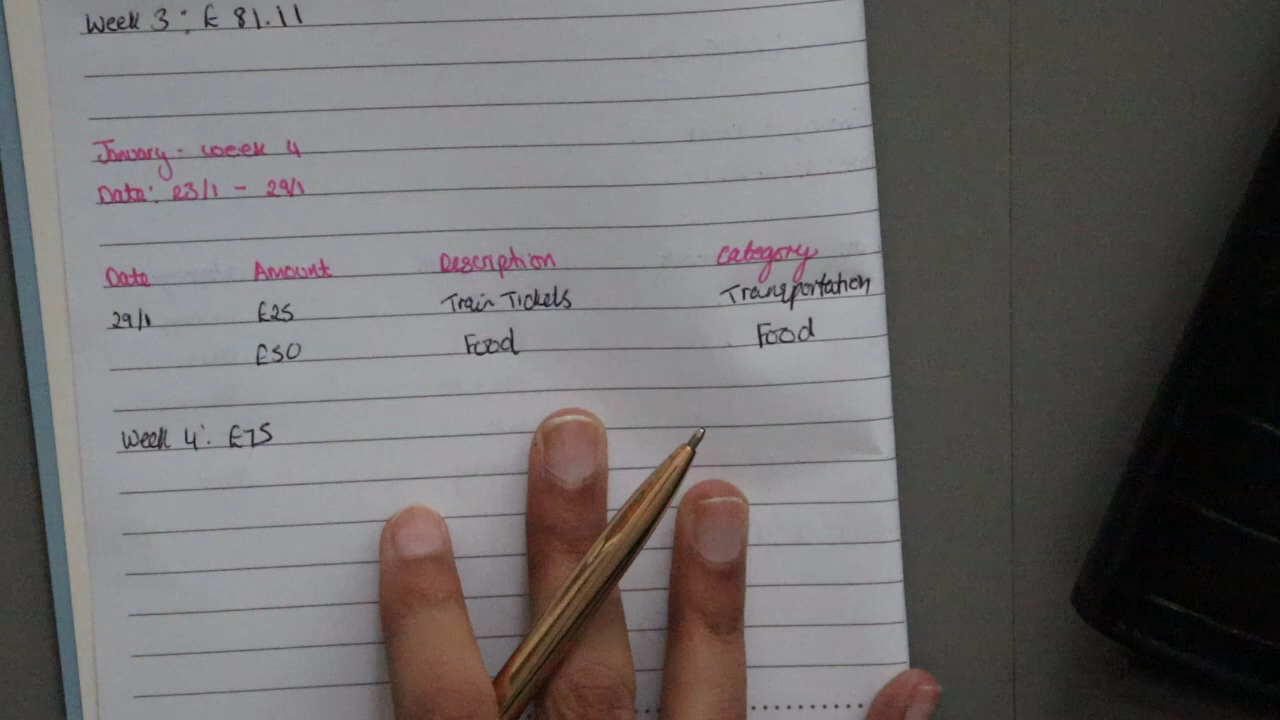 Week 3: £81.11
January - week 4
Date: 23/1 - 29/1
Date Amount Description Category
29/1 £25 Train Tickets Transportation
£50 Food Food
Week 4: £75